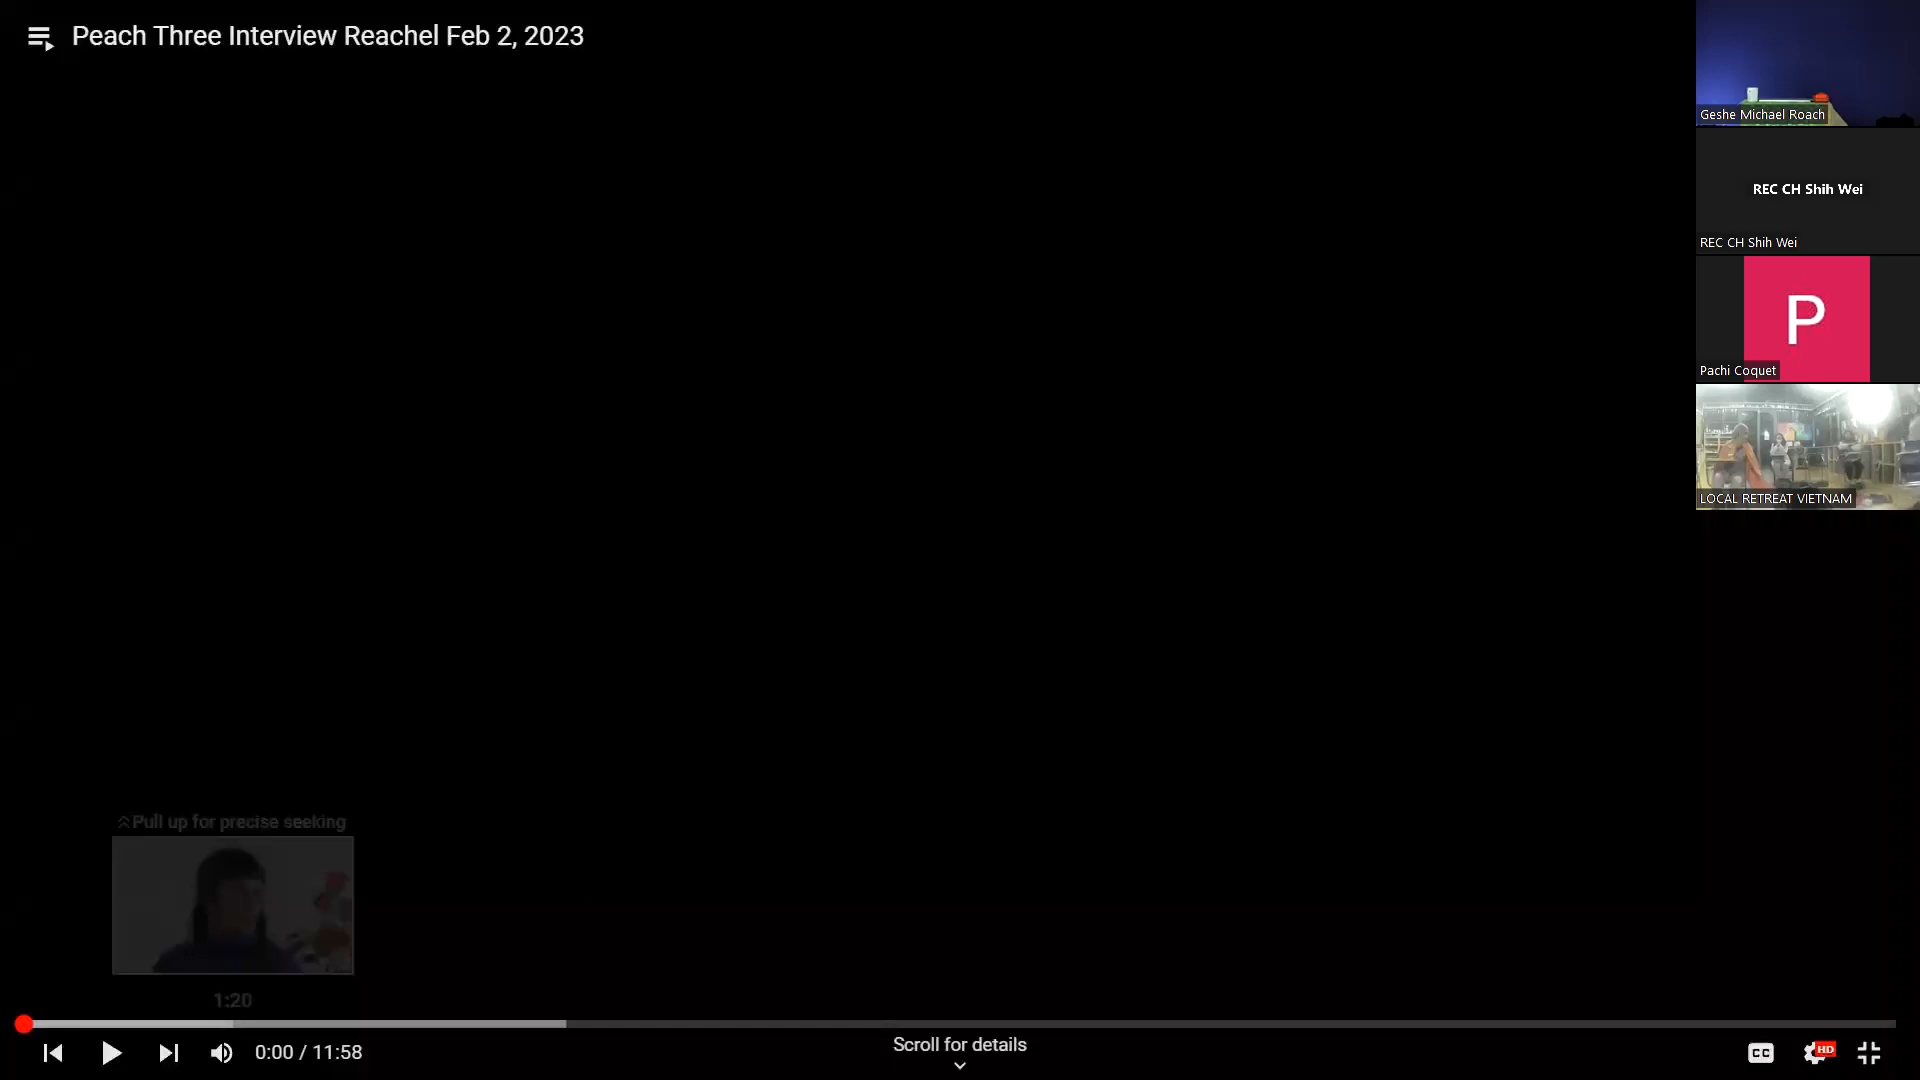 Peach Three Interview Reachel Feb 2, 2023
Geshe Michael Roach
REC CH Shih Wei
REC CH Shih Wei
P
Pachi Coquet
LOCAL RETREAT VIETNAM
Pull up for precise seeking
1:20
0:00 / 11:58
Scroll for details
CC
HD